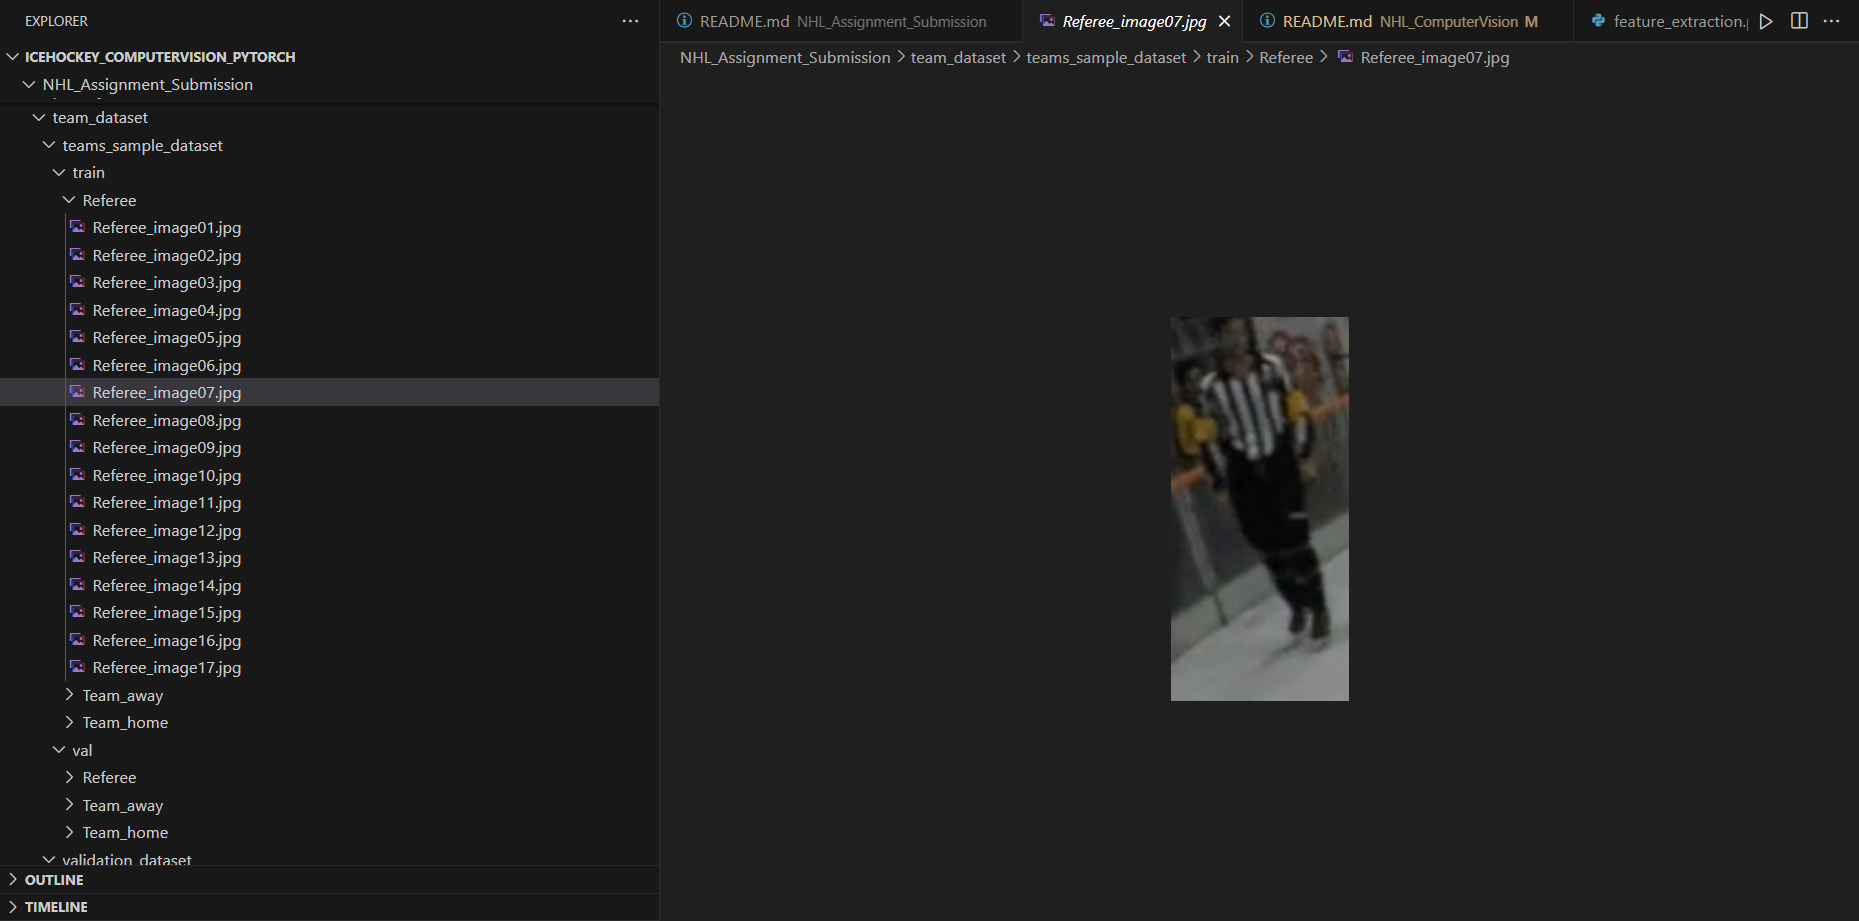 EXPLORER
ICEHOCKEY_COMPUTERVISION_PYTORCH
NHL_Assignment_Submission
team_dataset
teams_sample_dataset
train
Referee
Referee_image01.jpg
Referee_image02.jpg
Referee_image03.jpg
Referee_image04.jpg
Referee_image05.jpg
Referee_image06.jpg
Referee_image07.jpg
Referee_image08.jpg
Referee_image09.jpg
Referee_image10.jpg
Referee_image11.jpg
Referee_image12.jpg
Referee_image13.jpg
Referee_image14.jpg
Referee_image15.jpg
Referee_image16.jpg
Referee_image17.jpg
Team_away
Team_home
val
Referee
Team_away
Team_home
validation_dataset
OUTLINE
TIMELINE
README.md NHL_Assignment_Submission
Referee_image07.jpg
README.md NHL_ComputerVision M
feature_extraction.
NHL_Assignment_Submission > team_dataset > teams_sample_dataset > train > Referee > Referee_image07.jpg